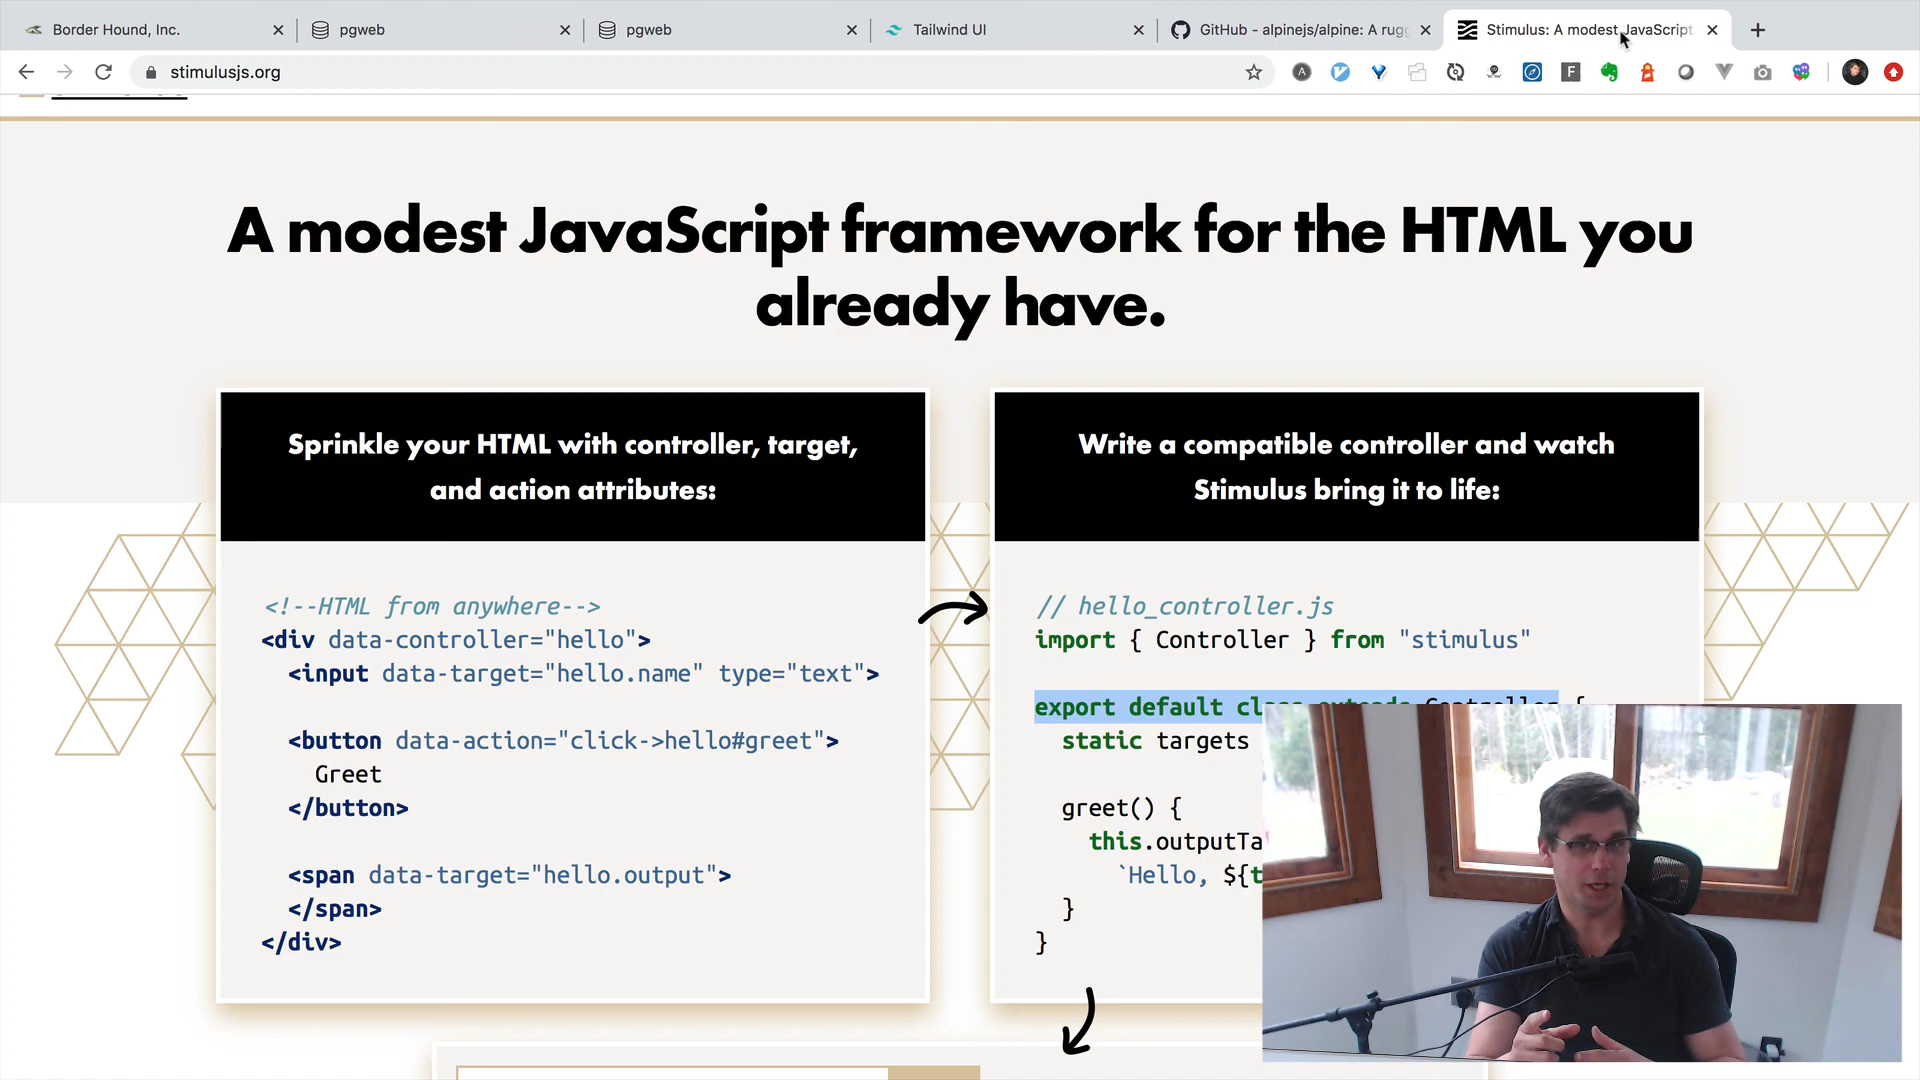 Border Hound, Inc.
pgweb
pgweb
Tailwind UI
GitHub - alpinejs/alpine: A rugg
Stimulus: A modest JavaScript
stimulusjs.org
A modest JavaScript framework for the HTML you
already have.
Sprinkle your HTML with controller, target,
and action attributes:
<!--HTML from anywhere-->
<div data-controller="hello">
<input data-target="hello.name" type="text">
<button data-action="click->hello#greet">
Greet
</button>
<span data-target="hello.output">
</span>
</div>
Write a compatible controller and watch
Stimulus bring it to life:
// hello_controller.js
import { Controller } from "stimulus"
export default class extends Controller {
static targets
greet() {
this.outputTa
`Hello, ${t
}
}